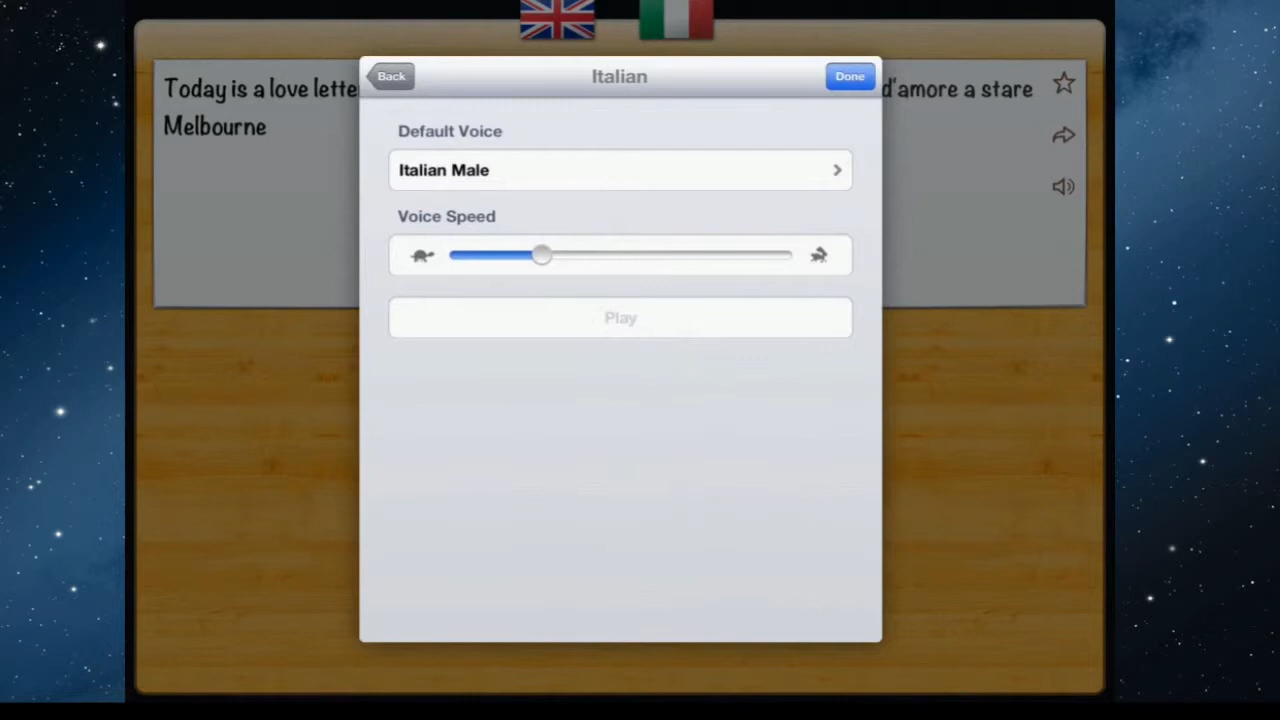 Back
Italian
Done
Today is a love lette
d'amore a stare
Melbourne
Default Voice
Italian Male
Voice Speed
Play